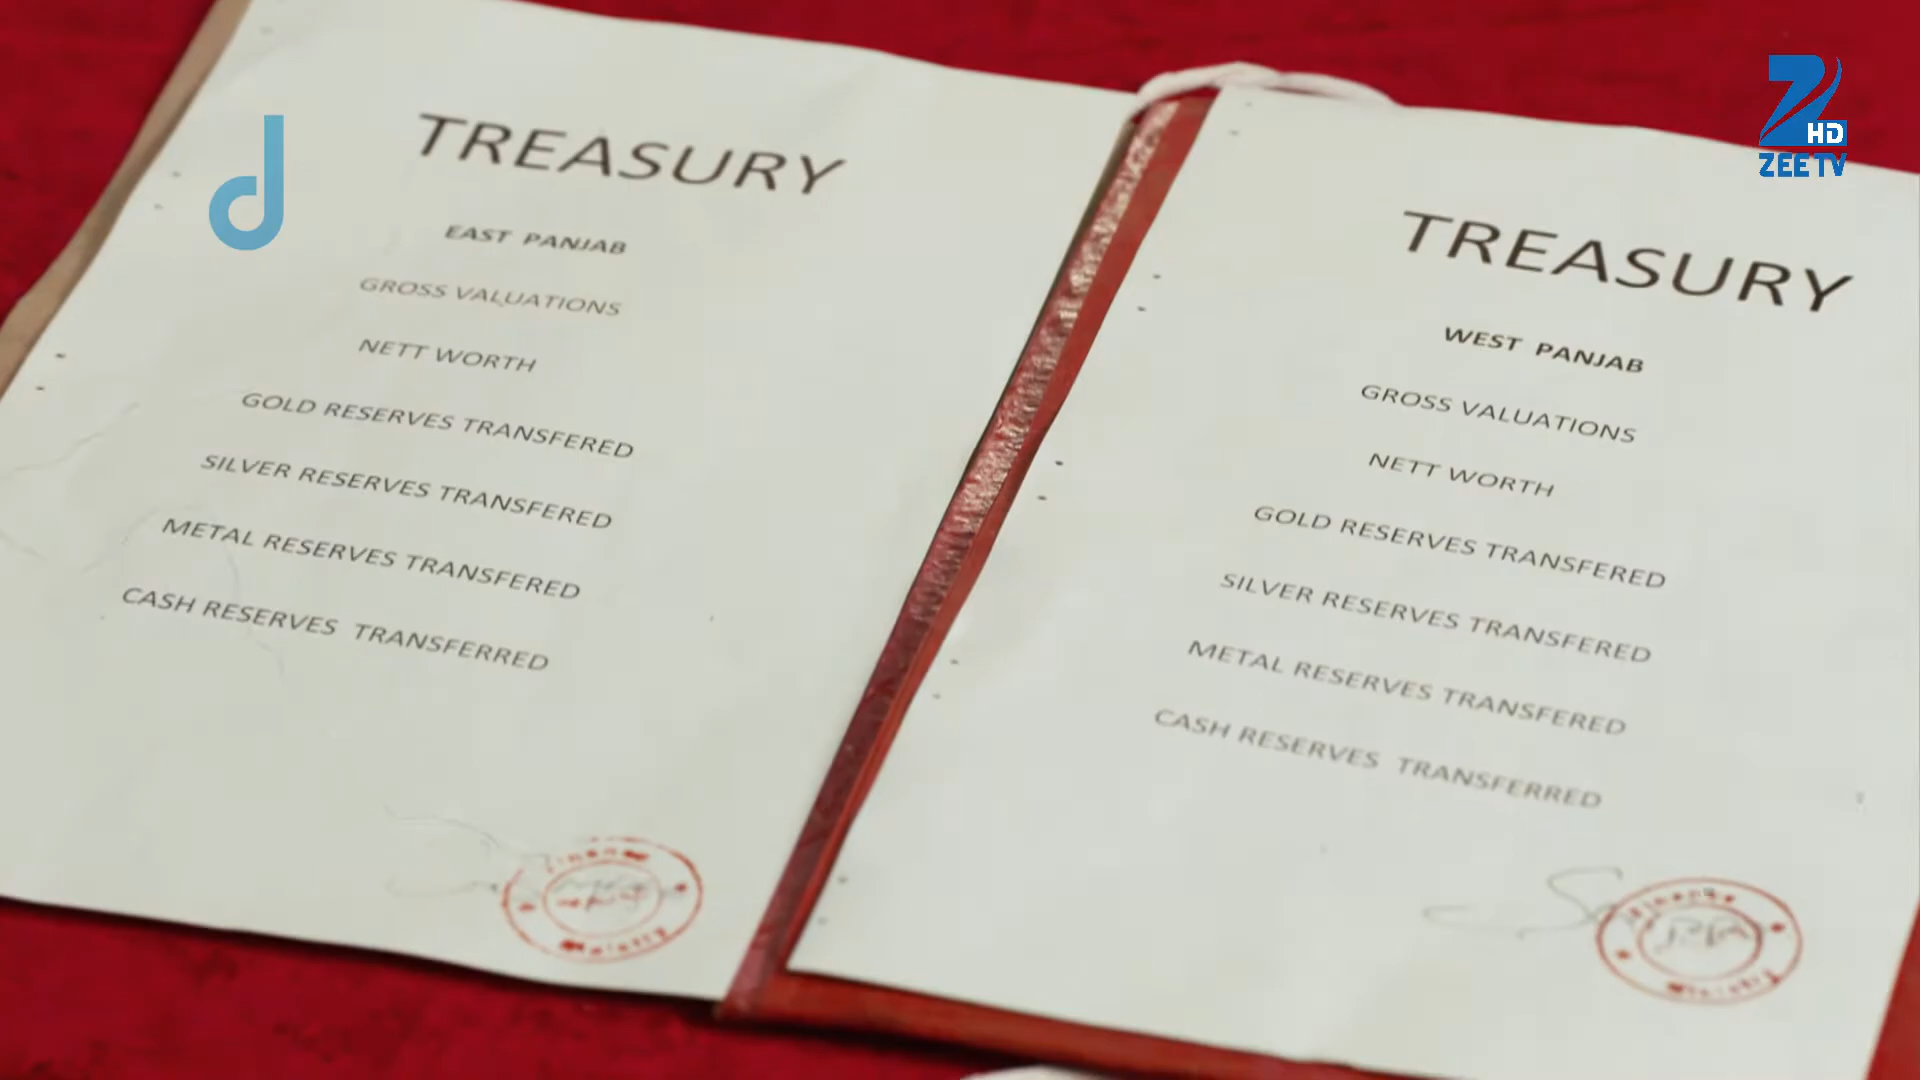 TREASURY
EAST PANJAB
GROSS VALUATIONS
NETT WORTH
GOLD RESERVES TRANSFERED
SILVER RESERVES TRANSFERED
METAL RESERVES TRANSFERED
CASH RESERVES TRANSFERRED
TREASURY
WEST PANJAB
GROSS VALUATIONS
NETT WORTH
GOLD RESERVES TRANSFERED
SILVER RESERVES TRANSFERED
METAL RESERVES TRANSFERED
CASH RESERVES TRANSFERRED
HD
ZEE TV